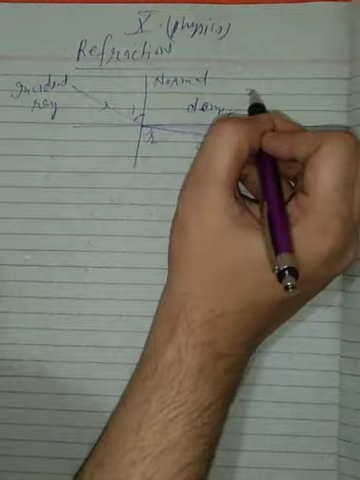 X. (physics)
Refraction
Normal
Incident
ray
i
r